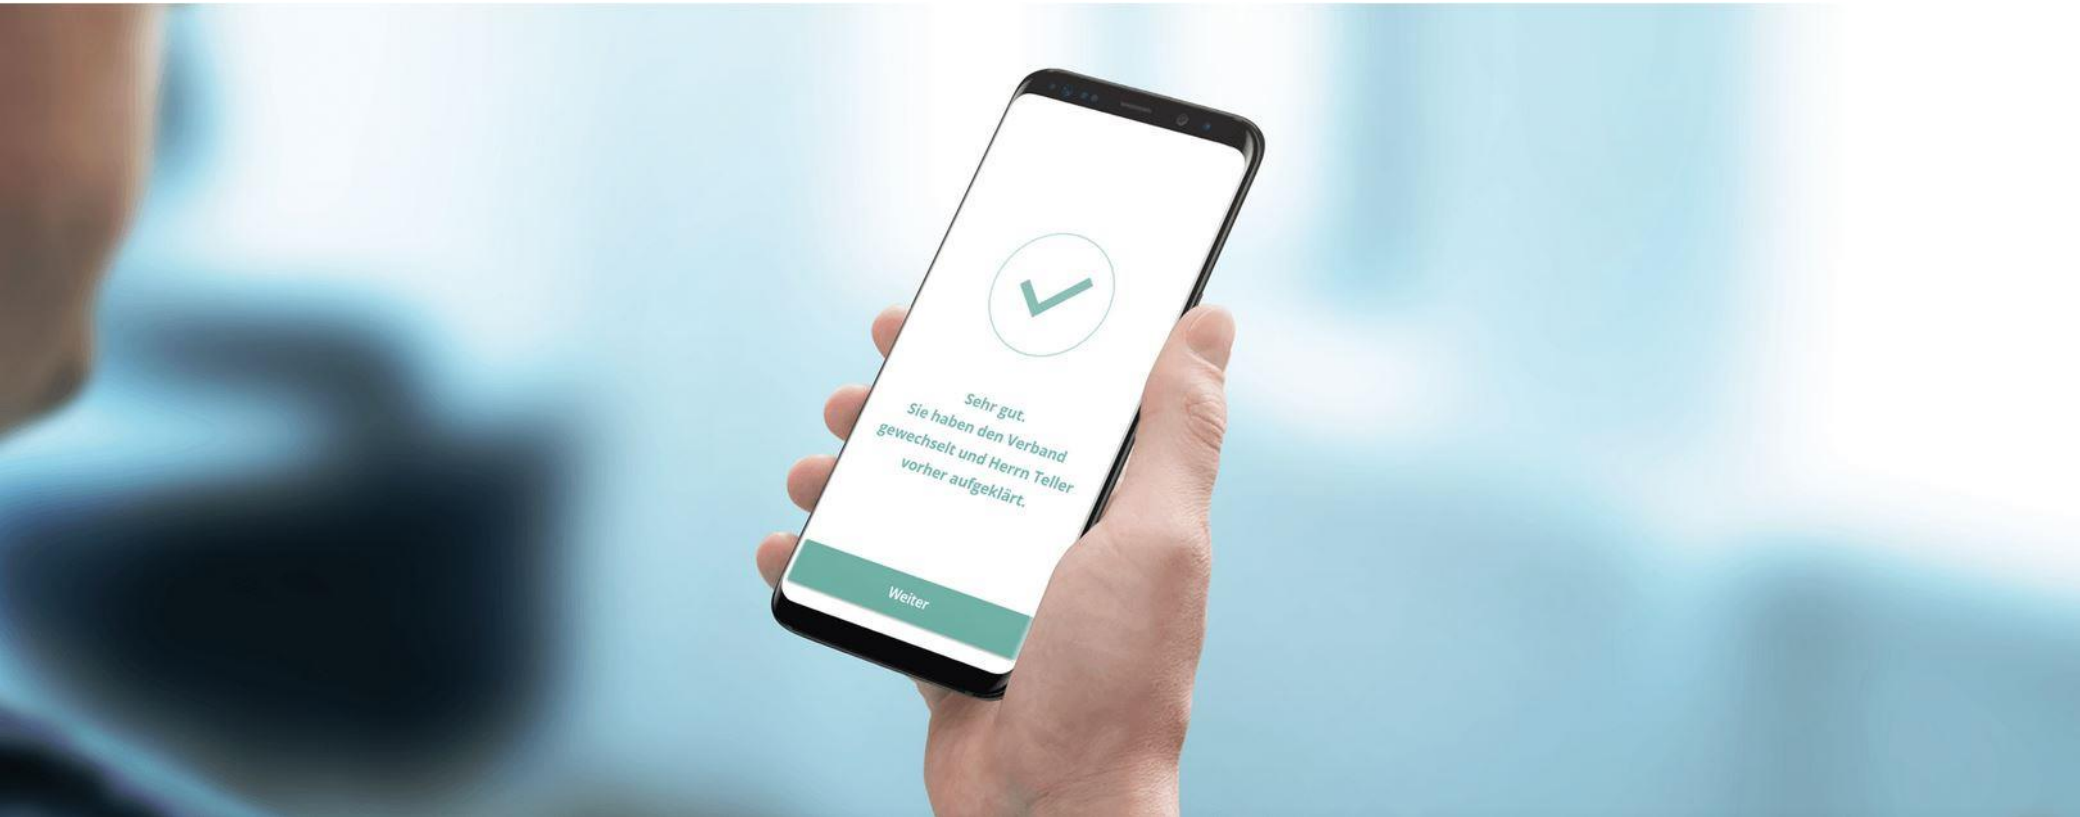 Sehr gut.
Sie haben den Verband
gewechselt und Herrn Teller
vorher aufgeklärt.
Weiter